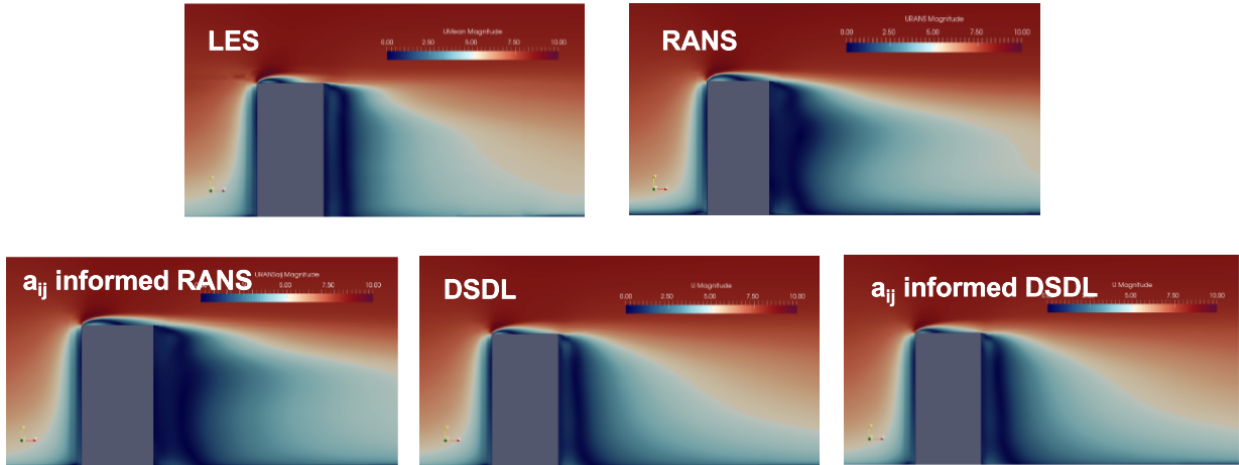 LES
UMean Magnitude
0.00 2.50 5.00 7.50 10.00
RANS
URANS Magnitude
0.00 2.50 5.00 7.50 10.00
aij informed RANS
URANSaij Magnitude
5.00 7.50 10.00
DSDL
U Magnitude
0.00 2.50 5.00 7.50 10.00
aij informed DSDL
U Magnitude
0.00 2.50 5.00 7.50 10.00